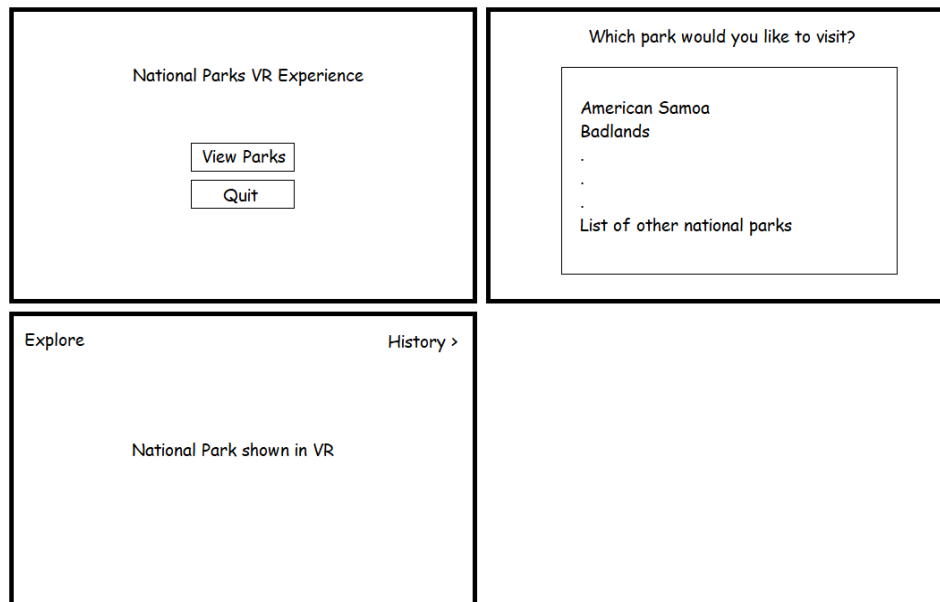 National Parks VR Experience
View Parks
Quit
Which park would you like to visit?
American Samoa
Badlands
.
.
.
List of other national parks
Explore
History >
National Park shown in VR